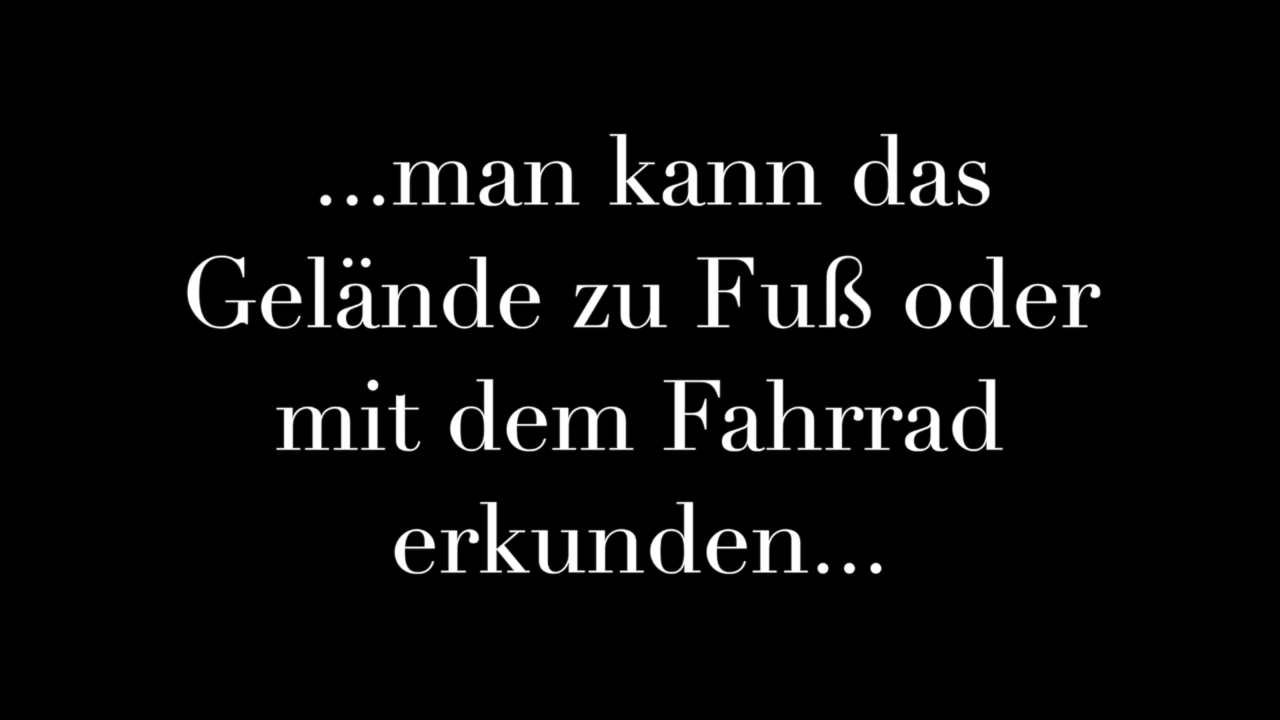 ...man kann das
Gelände zu Fuß oder
mit dem Fahrrad
erkunden...